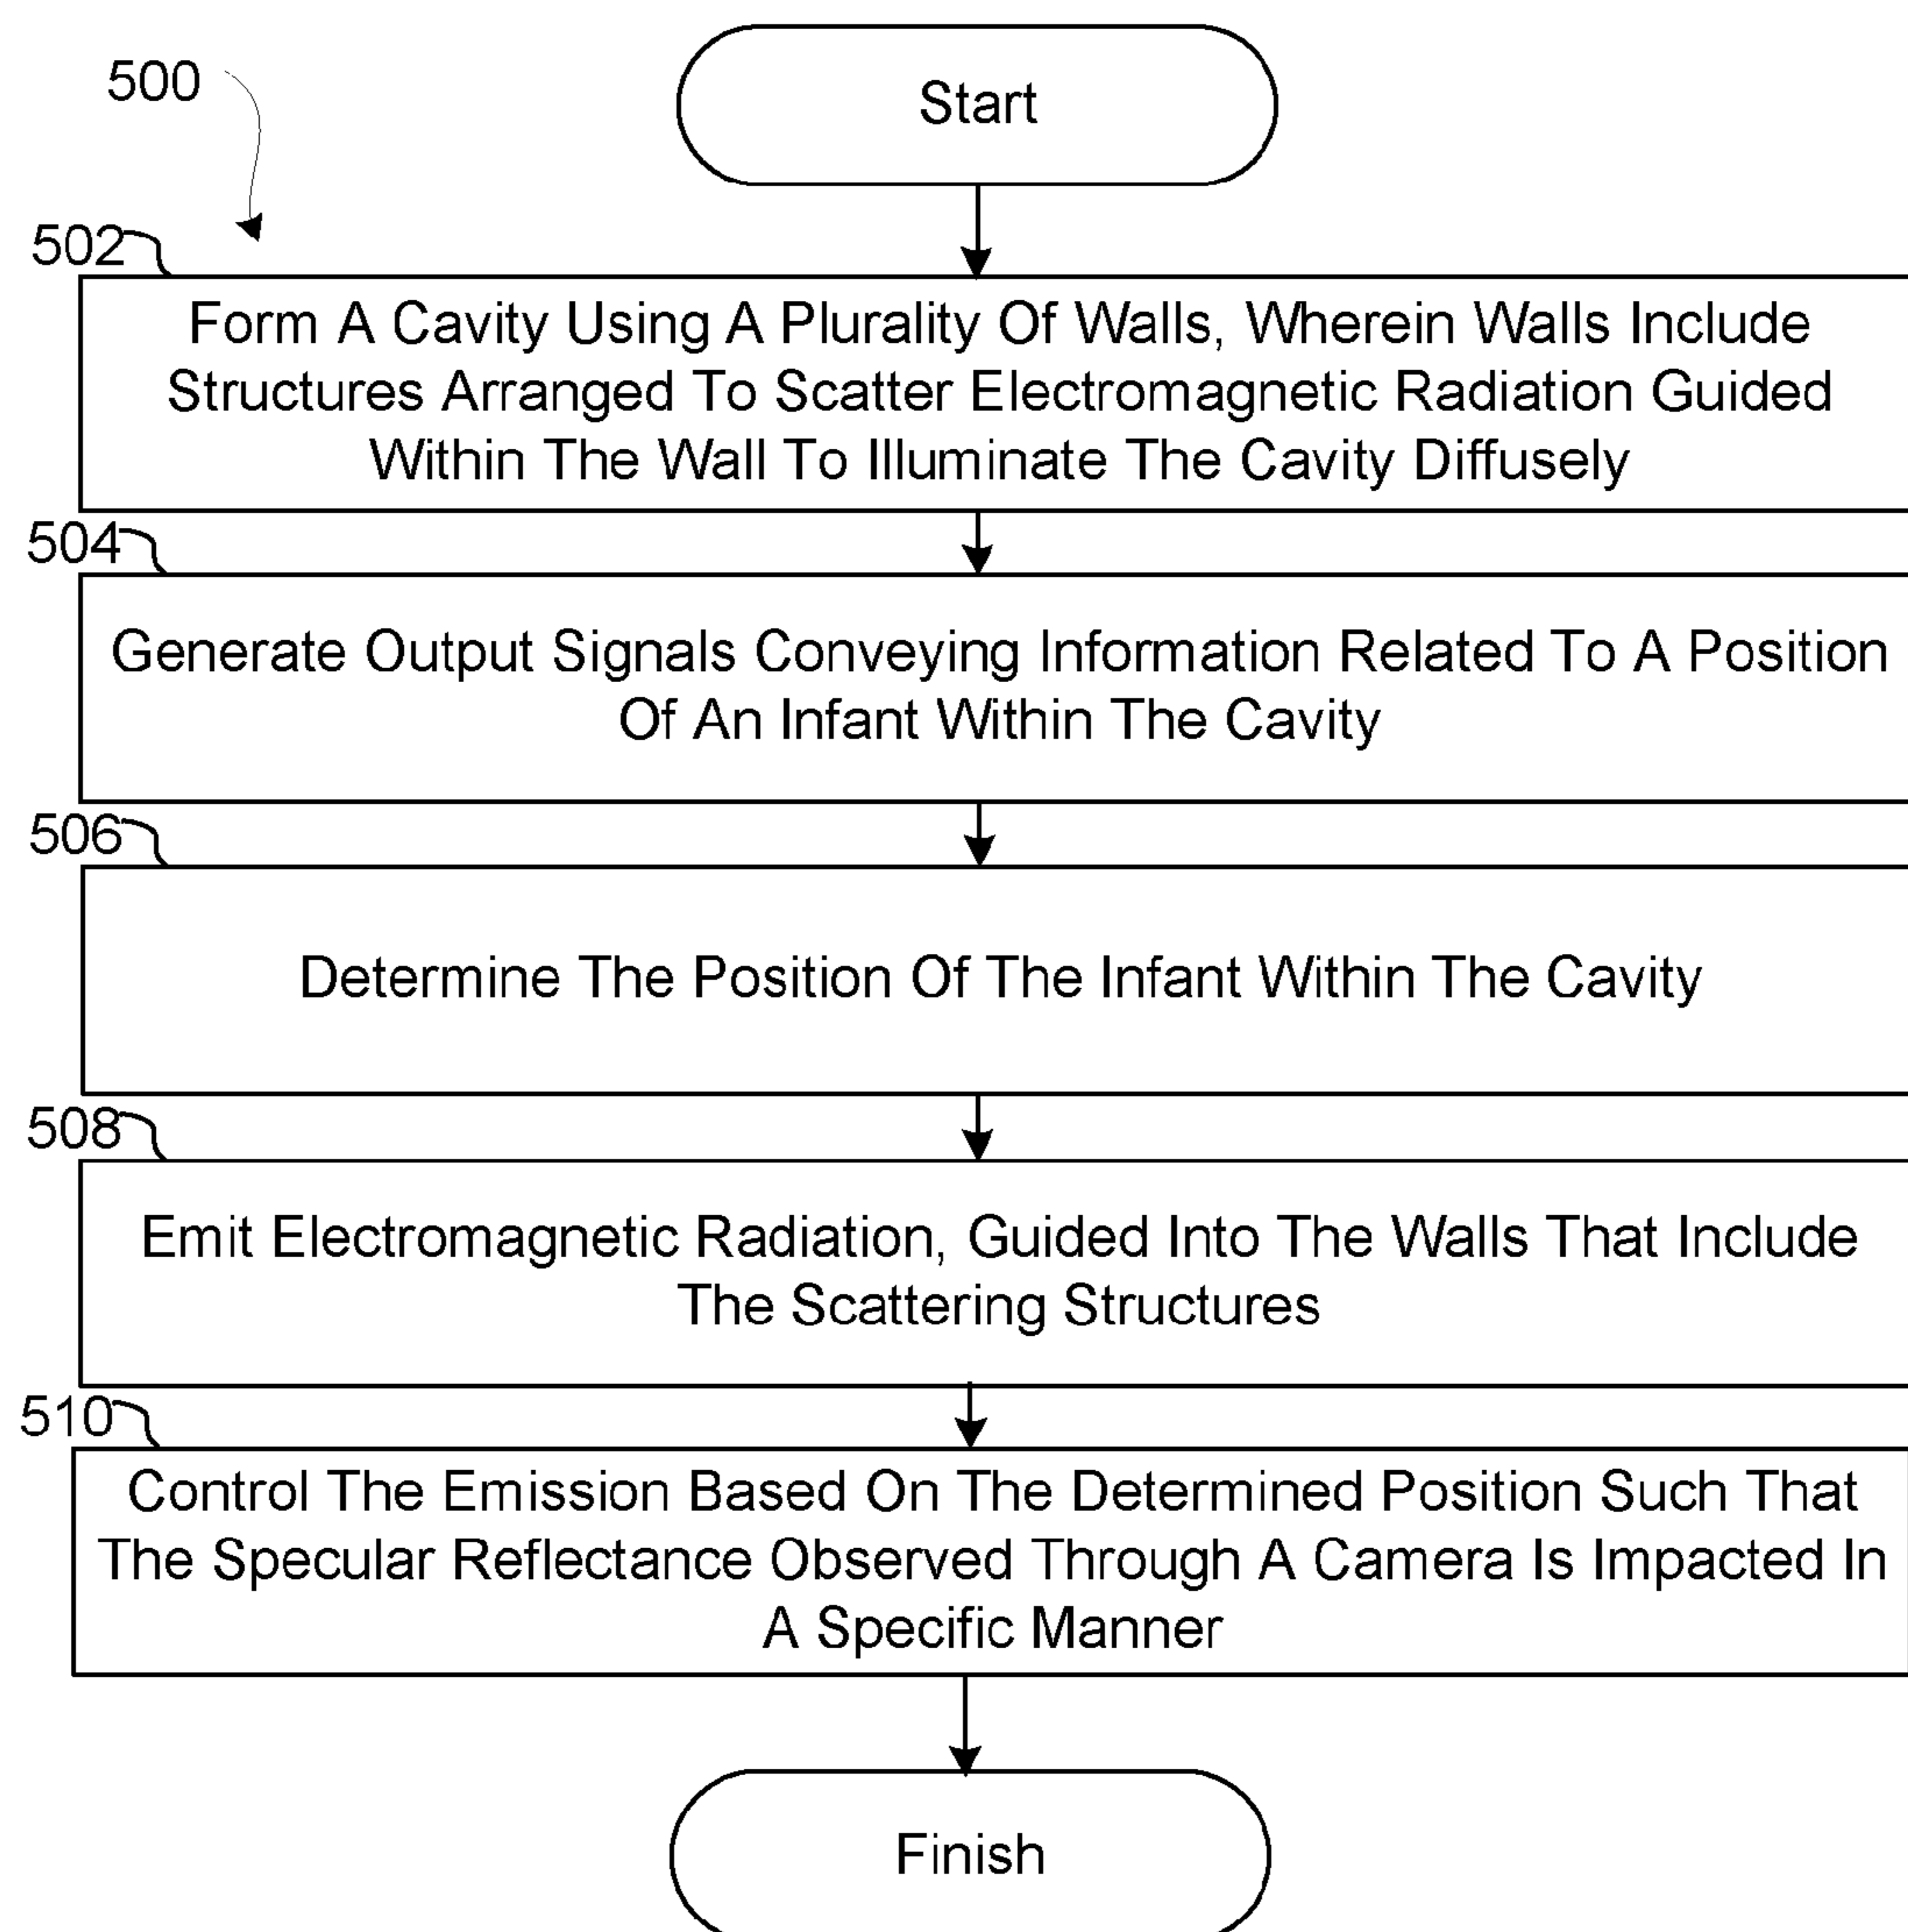 500
Start
502
Form A Cavity Using A Plurality Of Walls, Wherein Walls Include
Structures Arranged To Scatter Electromagnetic Radiation Guided
Within The Wall To Illuminate The Cavity Diffusely
504
Generate Output Signals Conveying Information Related To A Position
Of An Infant Within The Cavity
506
Determine The Position Of The Infant Within The Cavity
508
Emit Electromagnetic Radiation, Guided Into The Walls That Include
The Scattering Structures
510
Control The Emission Based On The Determined Position Such That
The Specular Reflectance Observed Through A Camera Is Impacted In
A Specific Manner
Finish